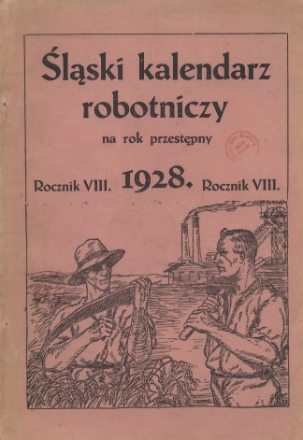 Śląski kalendarz
robotniczy
na rok przestępny
Rocznik VIII. 1928. Rocznik VIII.